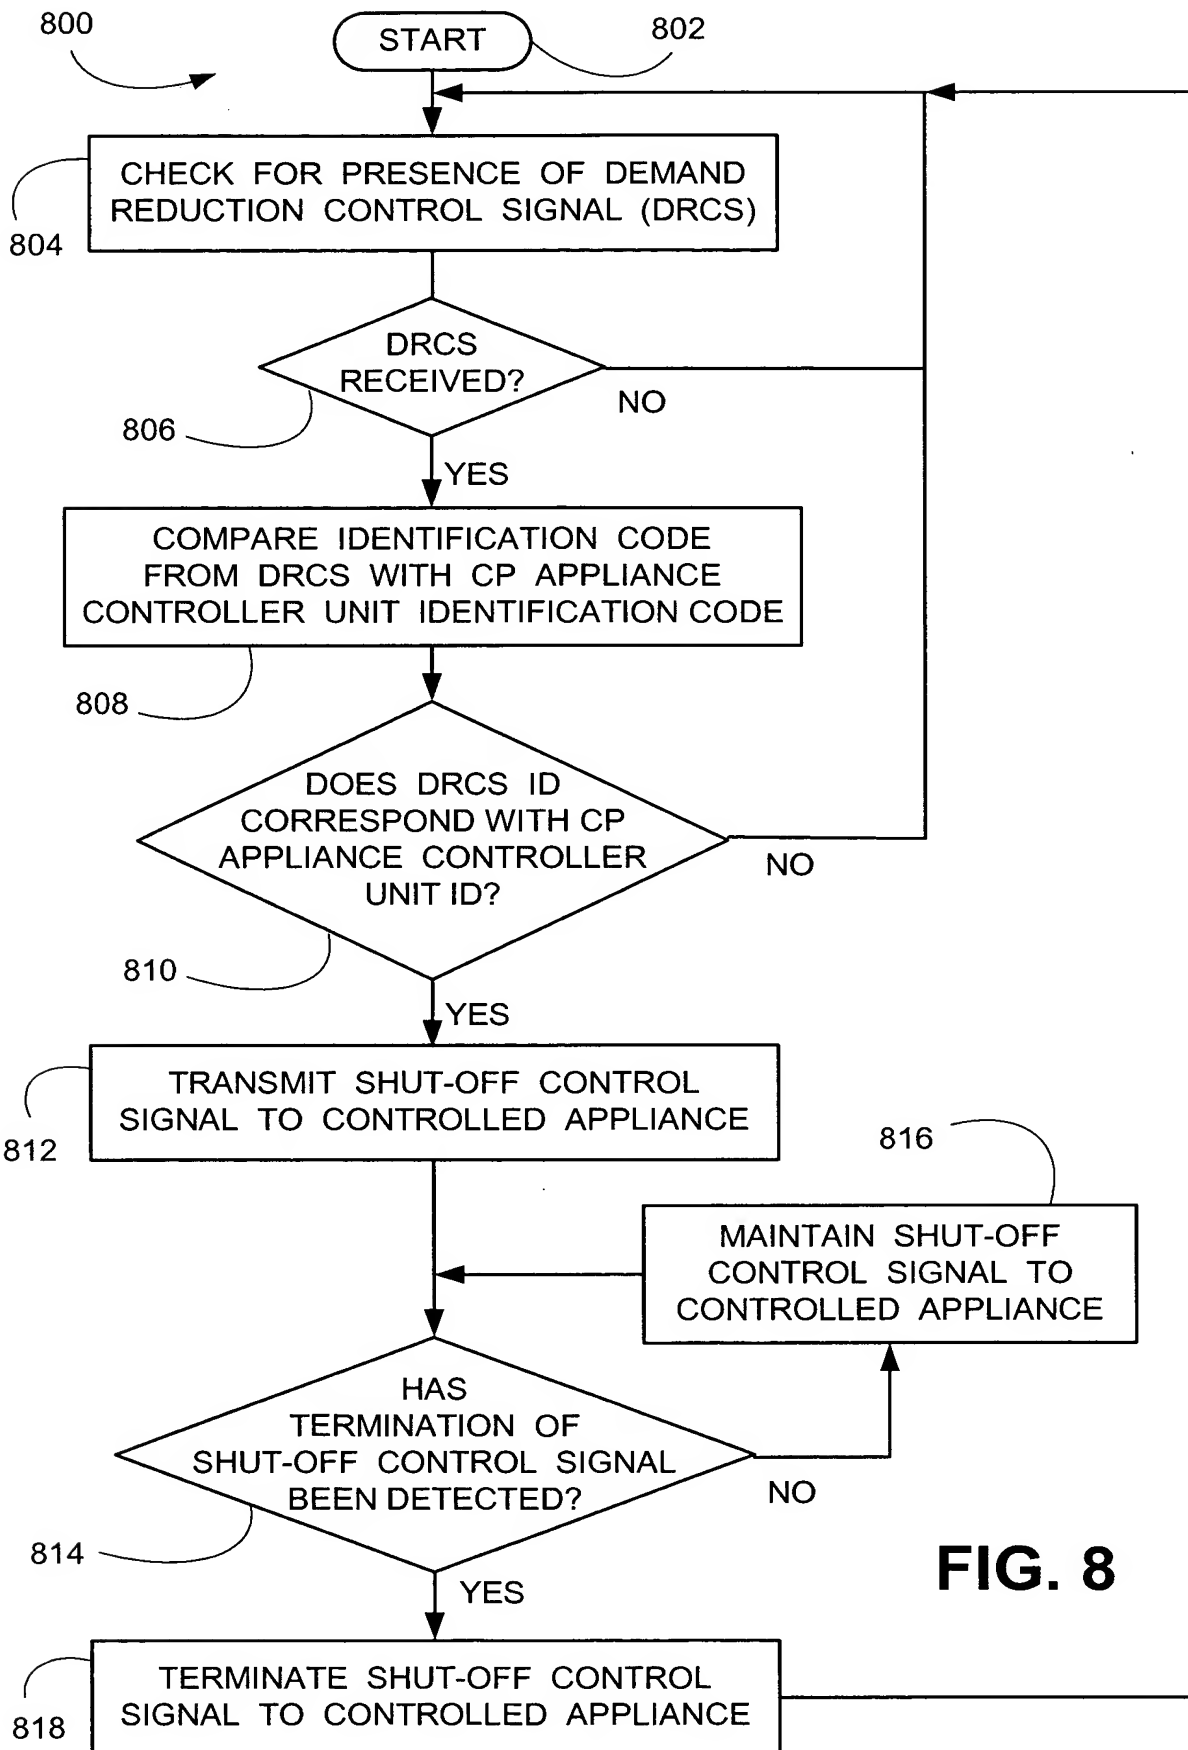 800
START
802
CHECK FOR PRESENCE OF DEMAND
REDUCTION CONTROL SIGNAL (DRCS)
804
DRCS
RECEIVED?
NO
806
YES
COMPARE IDENTIFICATION CODE
FROM DRCS WITH CP APPLIANCE
CONTROLLER UNIT IDENTIFICATION CODE
808
DOES DRCS ID
CORRESPOND WITH CP
APPLIANCE CONTROLLER
UNIT ID?
NO
810
YES
TRANSMIT SHUT-OFF CONTROL
SIGNAL TO CONTROLLED APPLIANCE
812
816
MAINTAIN SHUT-OFF
CONTROL SIGNAL TO
CONTROLLED APPLIANCE
HAS
TERMINATION OF
SHUT-OFF CONTROL SIGNAL
BEEN DETECTED?
NO
814
YES
FIG. 8
TERMINATE SHUT-OFF CONTROL
SIGNAL TO CONTROLLED APPLIANCE
818